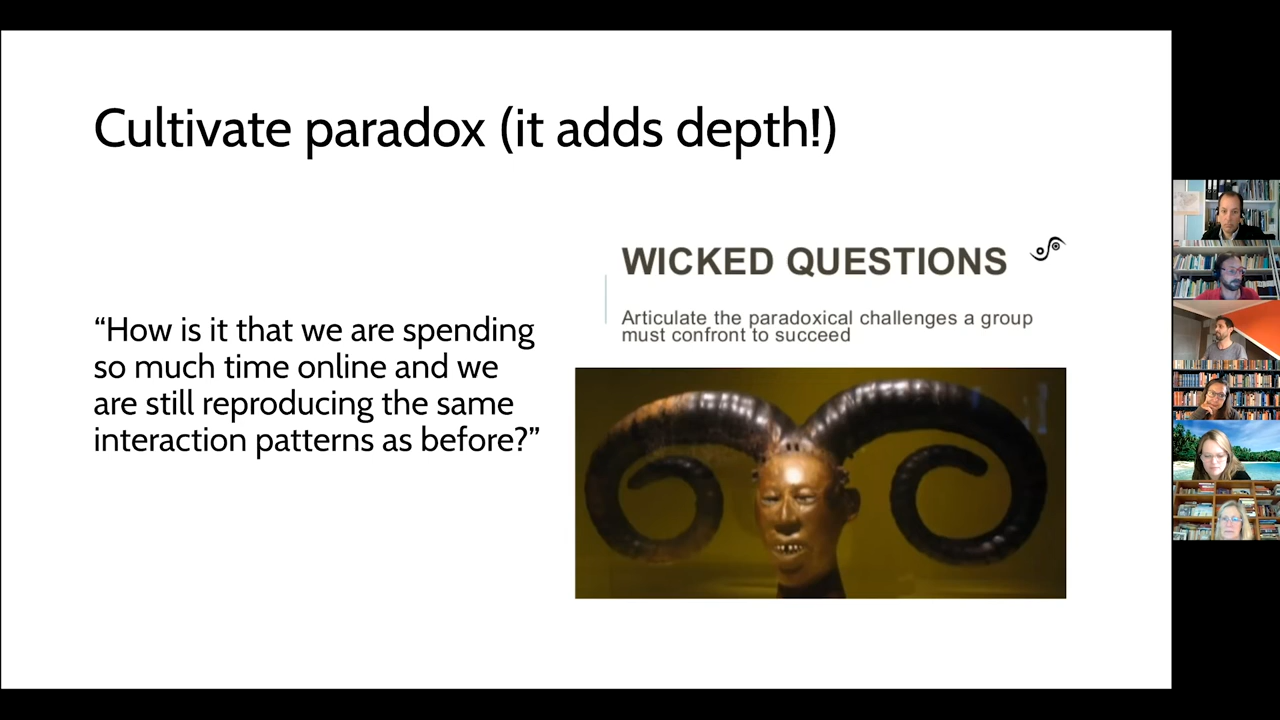 Cultivate paradox (it adds depth!)
WICKED QUESTIONS
Articulate the paradoxical challenges a group
must confront to succeed
“How is it that we are spending
so much time online and we
are still reproducing the same
interaction patterns as before?”